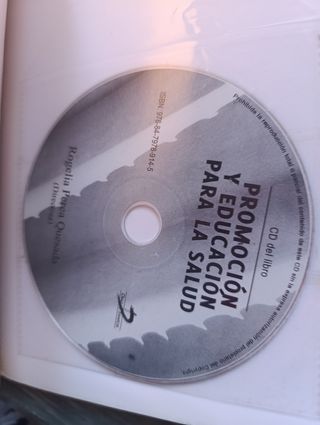 CD del libro
PROMOCIÓN
Y EDUCACIÓN
PARA LA SALUD
ISBN: 978-84-7978-914-5
Rogelia Perea Quesada
(Directora)
Prohibida la reproducción total o parcial del contenido de este CD sin la expresa autorización del propietario del Copyright